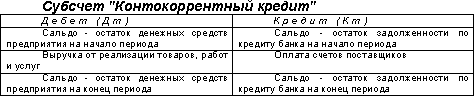 Субсчет "Контокоррентный кредит"
Дебет (Дт)
Кредит (Кт)
Сальдо - остаток денежных средств
предприятия на начало периода
Сальдо - остаток задолженности по
кредиту банка на начало периода
Выручка от реализации товаров, работ
и услуг
Оплата счетов поставщиков
Сальдо - остаток денежных средств
предприятия на конец периода
Сальдо - остаток задолженности по
кредиту банка на конец периода